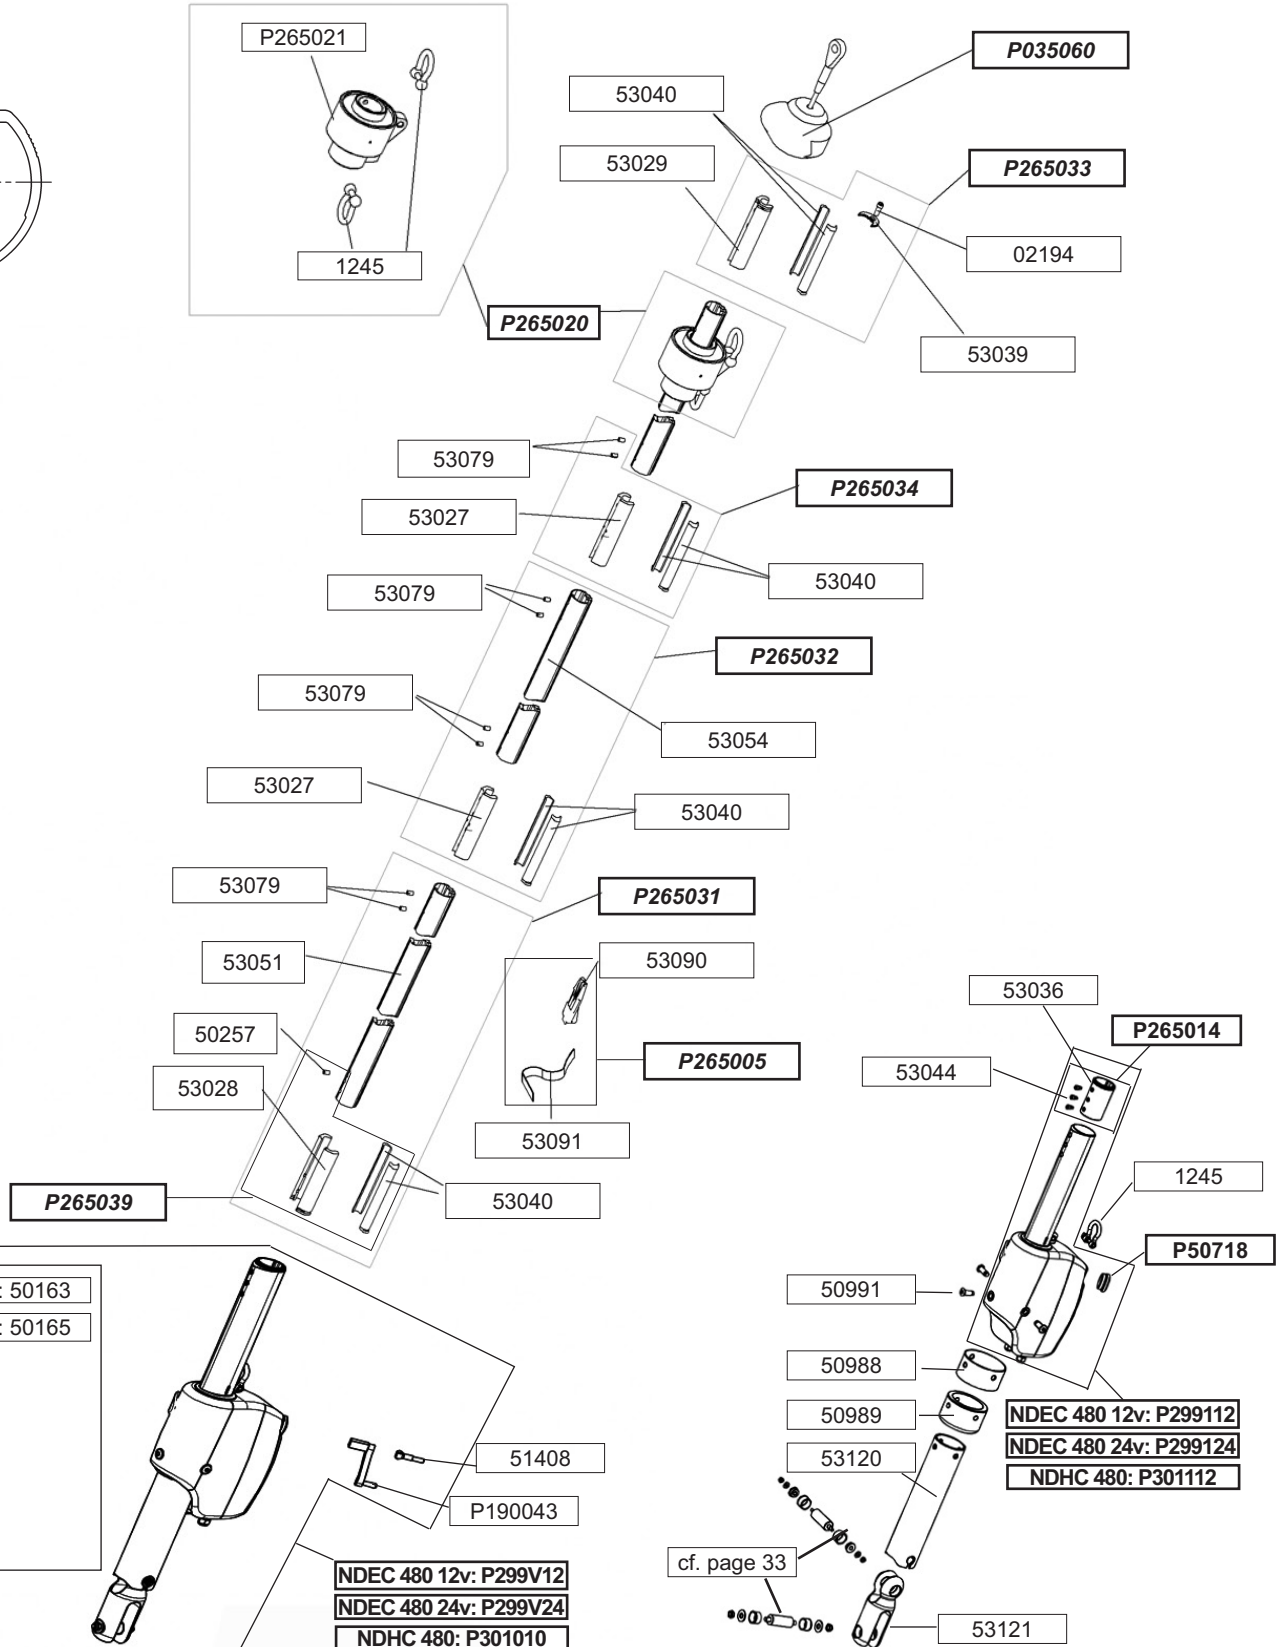 P265021
P035060
53040
53029
P265033
02194
1245
P265020
53039
53079
P265034
53027
53079
53040
P265032
53079
53054
53027
53040
53079
P265031
53051
53090
53036
50257
P265014
P265005
53044
53028
53091
1245
P265039
53040
P50718
: 50163
50991
: 50165
50988
50989
NDEC 480 12v: P299112
NDEC 480 24v: P299124
51408
53120
NDHC 480: P301112
P190043
cf. page 33
NDEC 480 12v: P299V12
NDEC 480 24v: P299V24
53121
NDHC 480: P301010